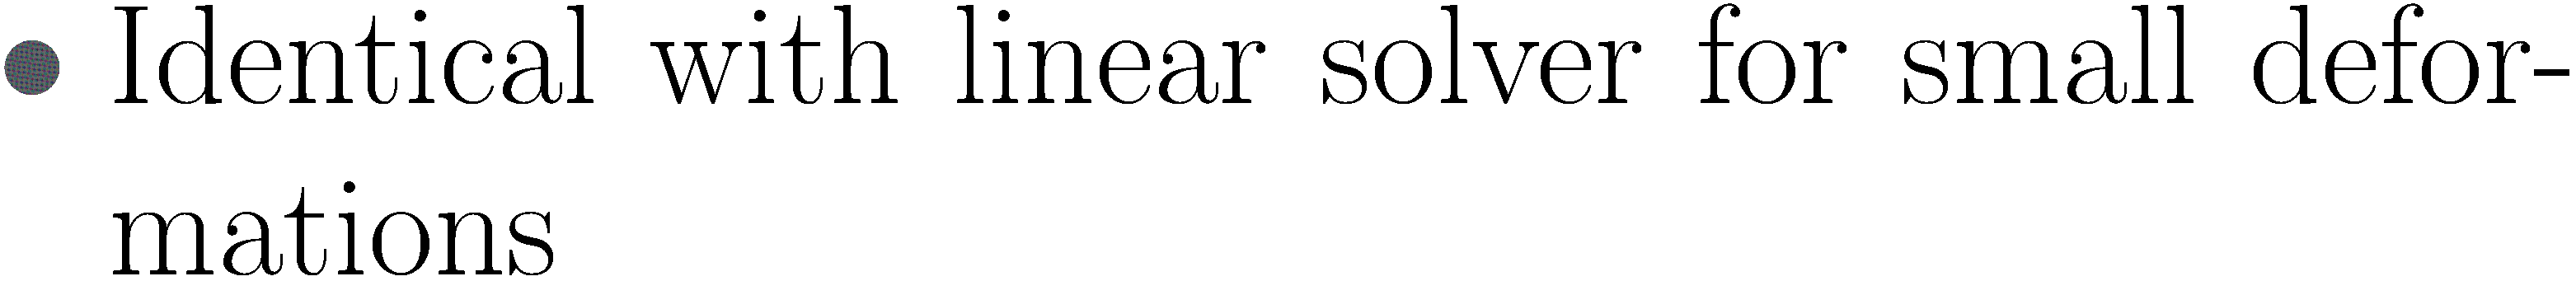 • Identical with linear solver for small defor-
mations